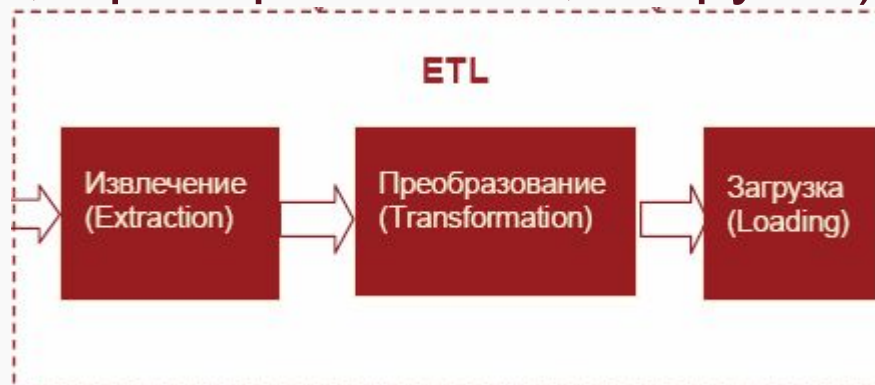 ETL
Извлечение
(Extraction)
Преобразование
(Transformation)
Загрузка
(Loading)